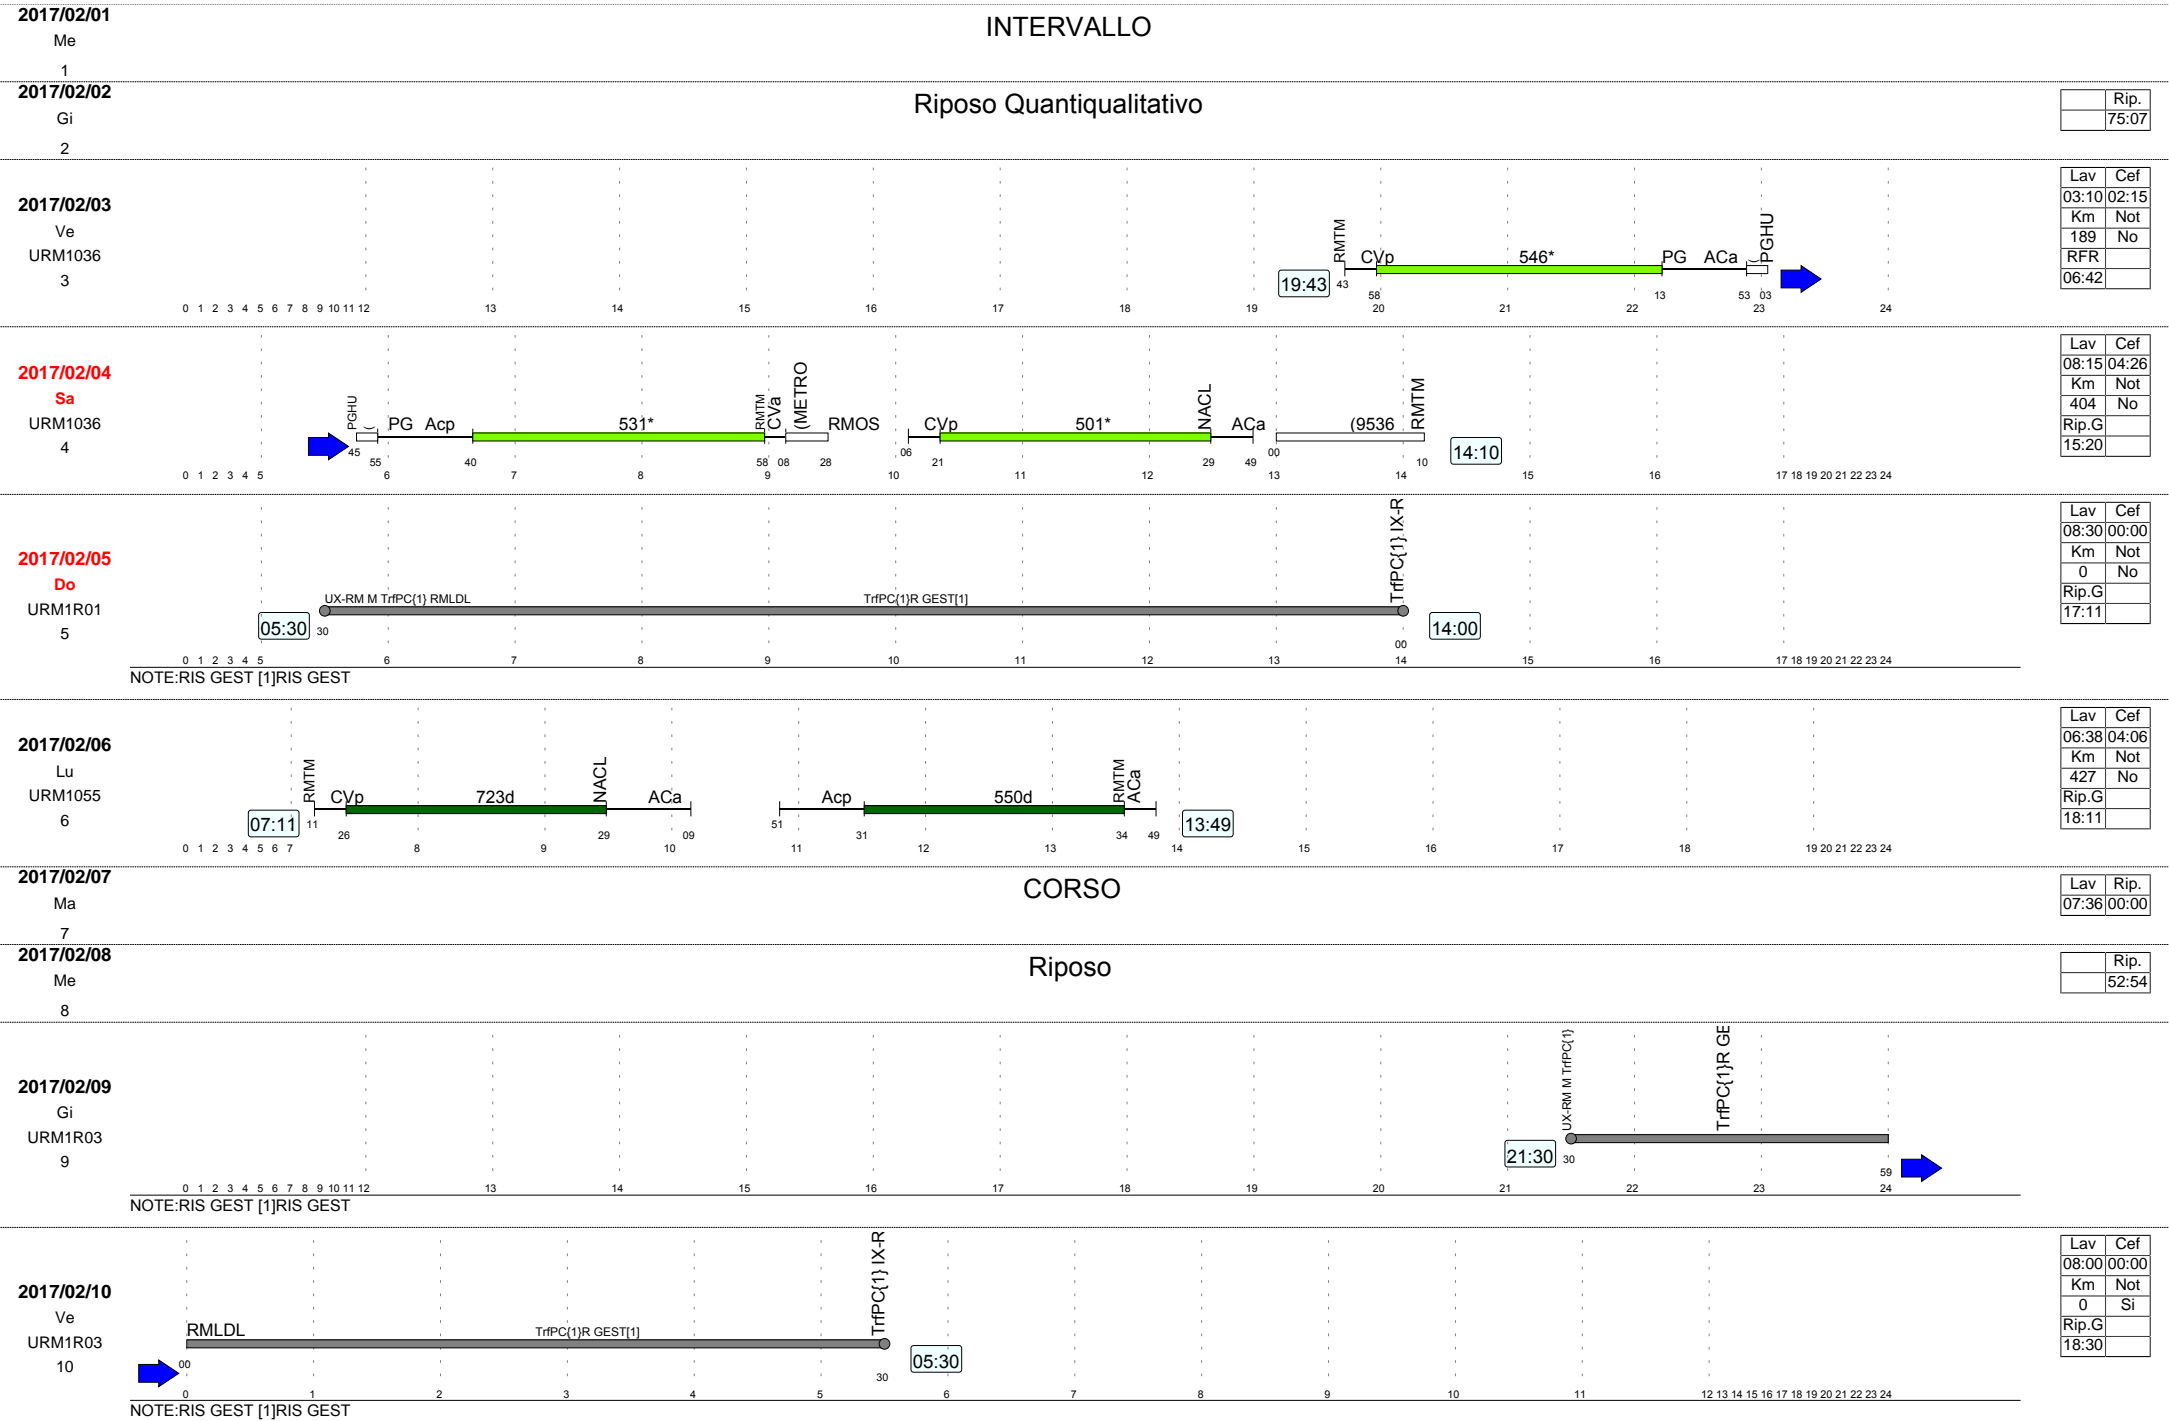 2017/02/01
Me
1
INTERVALLO
2017/02/02
Gi
2
Riposo Quantiqualitativo
Rip.
75:07
2017/02/03
Ve
URM1036
3
19:43
RMTM
43
CVp
58
546*
PG
13
ACa
53
(
03
PGHU
0 1 2 3 4 5 6 7 8 9 10 11 12 13 14 15 16 17 18 19 20 21 22 23 24
Lav Cef
03:10 02:15
Km Not
189 No
RFR
06:42
2017/02/04
Sa
URM1036
4
PGHU
45
(
55
PG Acp
40
531*
RMTM
58
CVa
08
(METRO
28
RMOS
06
CVp
21
501*
NACL
29
ACa
49
00
(9536
RMTM
10
14:10
0 1 2 3 4 5 6 7 8 9 10 11 12 13 14 15 16 17 18 19 20 21 22 23 24
Lav Cef
08:15 04:26
Km Not
404 No
Rip.G
15:20
2017/02/05
Do
URM1R01
5
05:30
30
UX-RM M TrfPC{1} RMLDL
TrfPC{1}R GEST[1]
TrfPC{1} IX-R
00
14:00
0 1 2 3 4 5 6 7 8 9 10 11 12 13 14 15 16 17 18 19 20 21 22 23 24
NOTE:RIS GEST [1]RIS GEST
Lav Cef
08:30 00:00
Km Not
0 No
Rip.G
17:11
2017/02/06
Lu
URM1055
6
07:11
RMTM
11
CVp
26
723d
NACL
29
ACa
09
51
Acp
31
550d
RMTM
34
ACa
49
13:49
0 1 2 3 4 5 6 7 8 9 10 11 12 13 14 15 16 17 18 19 20 21 22 23 24
Lav Cef
06:38 04:06
Km Not
427 No
Rip.G
18:11
2017/02/07
Ma
7
CORSO
Lav Rip.
07:36 00:00
2017/02/08
Me
8
Riposo
Rip.
52:54
2017/02/09
Gi
URM1R03
9
21:30
30
UX-RM M TrfPC{1}
TrfPC{1}R GE
59
0 1 2 3 4 5 6 7 8 9 10 11 12 13 14 15 16 17 18 19 20 21 22 23 24
NOTE:RIS GEST [1]RIS GEST
2017/02/10
Ve
URM1R03
10
00
RMLDL
TrfPC{1}R GEST[1]
TrfPC{1} IX-R
30
05:30
0 1 2 3 4 5 6 7 8 9 10 11 12 13 14 15 16 17 18 19 20 21 22 23 24
NOTE:RIS GEST [1]RIS GEST
Lav Cef
08:00 00:00
Km Not
0 Si
Rip.G
18:30